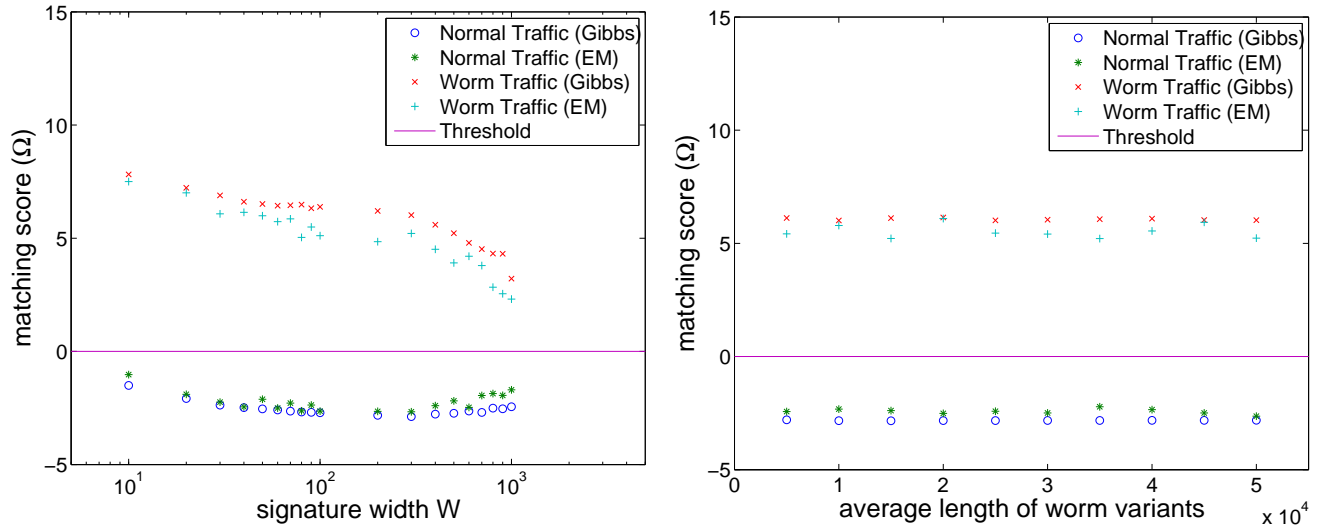 15
10
5
0
−5
matching score (Ω)
10^1
10^2
10^3
signature width W
Normal Traffic (Gibbs)
Normal Traffic (EM)
Worm Traffic (Gibbs)
Worm Traffic (EM)
Threshold
15
10
5
0
−5
matching score (Ω)
0
1
2
3
4
5
x 10^4
average length of worm variants
Normal Traffic (Gibbs)
Normal Traffic (EM)
Worm Traffic (Gibbs)
Worm Traffic (EM)
Threshold